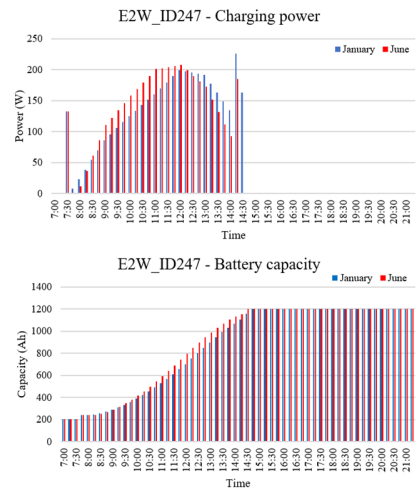 E2W_ID247 - Charging power
250
January June
200
150
100
50
0
Power (W)
7:00 7:30 8:00 8:30 9:00 9:30 10:00 10:30 11:00 11:30 12:00 12:30 13:00 13:30 14:00 14:30 15:00 15:30 16:00 16:30 17:00 17:30 18:00 18:30 19:00 19:30 20:00 20:30 21:00
Time
E2W_ID247 - Battery capacity
January June
1400
1200
1000
800
600
400
200
0
Capacity (Ah)
7:00 7:30 8:00 8:30 9:00 9:30 10:00 10:30 11:00 11:30 12:00 12:30 13:00 13:30 14:00 14:30 15:00 15:30 16:00 16:30 17:00 17:30 18:00 18:30 19:00 19:30 20:00 20:30 21:00
Time